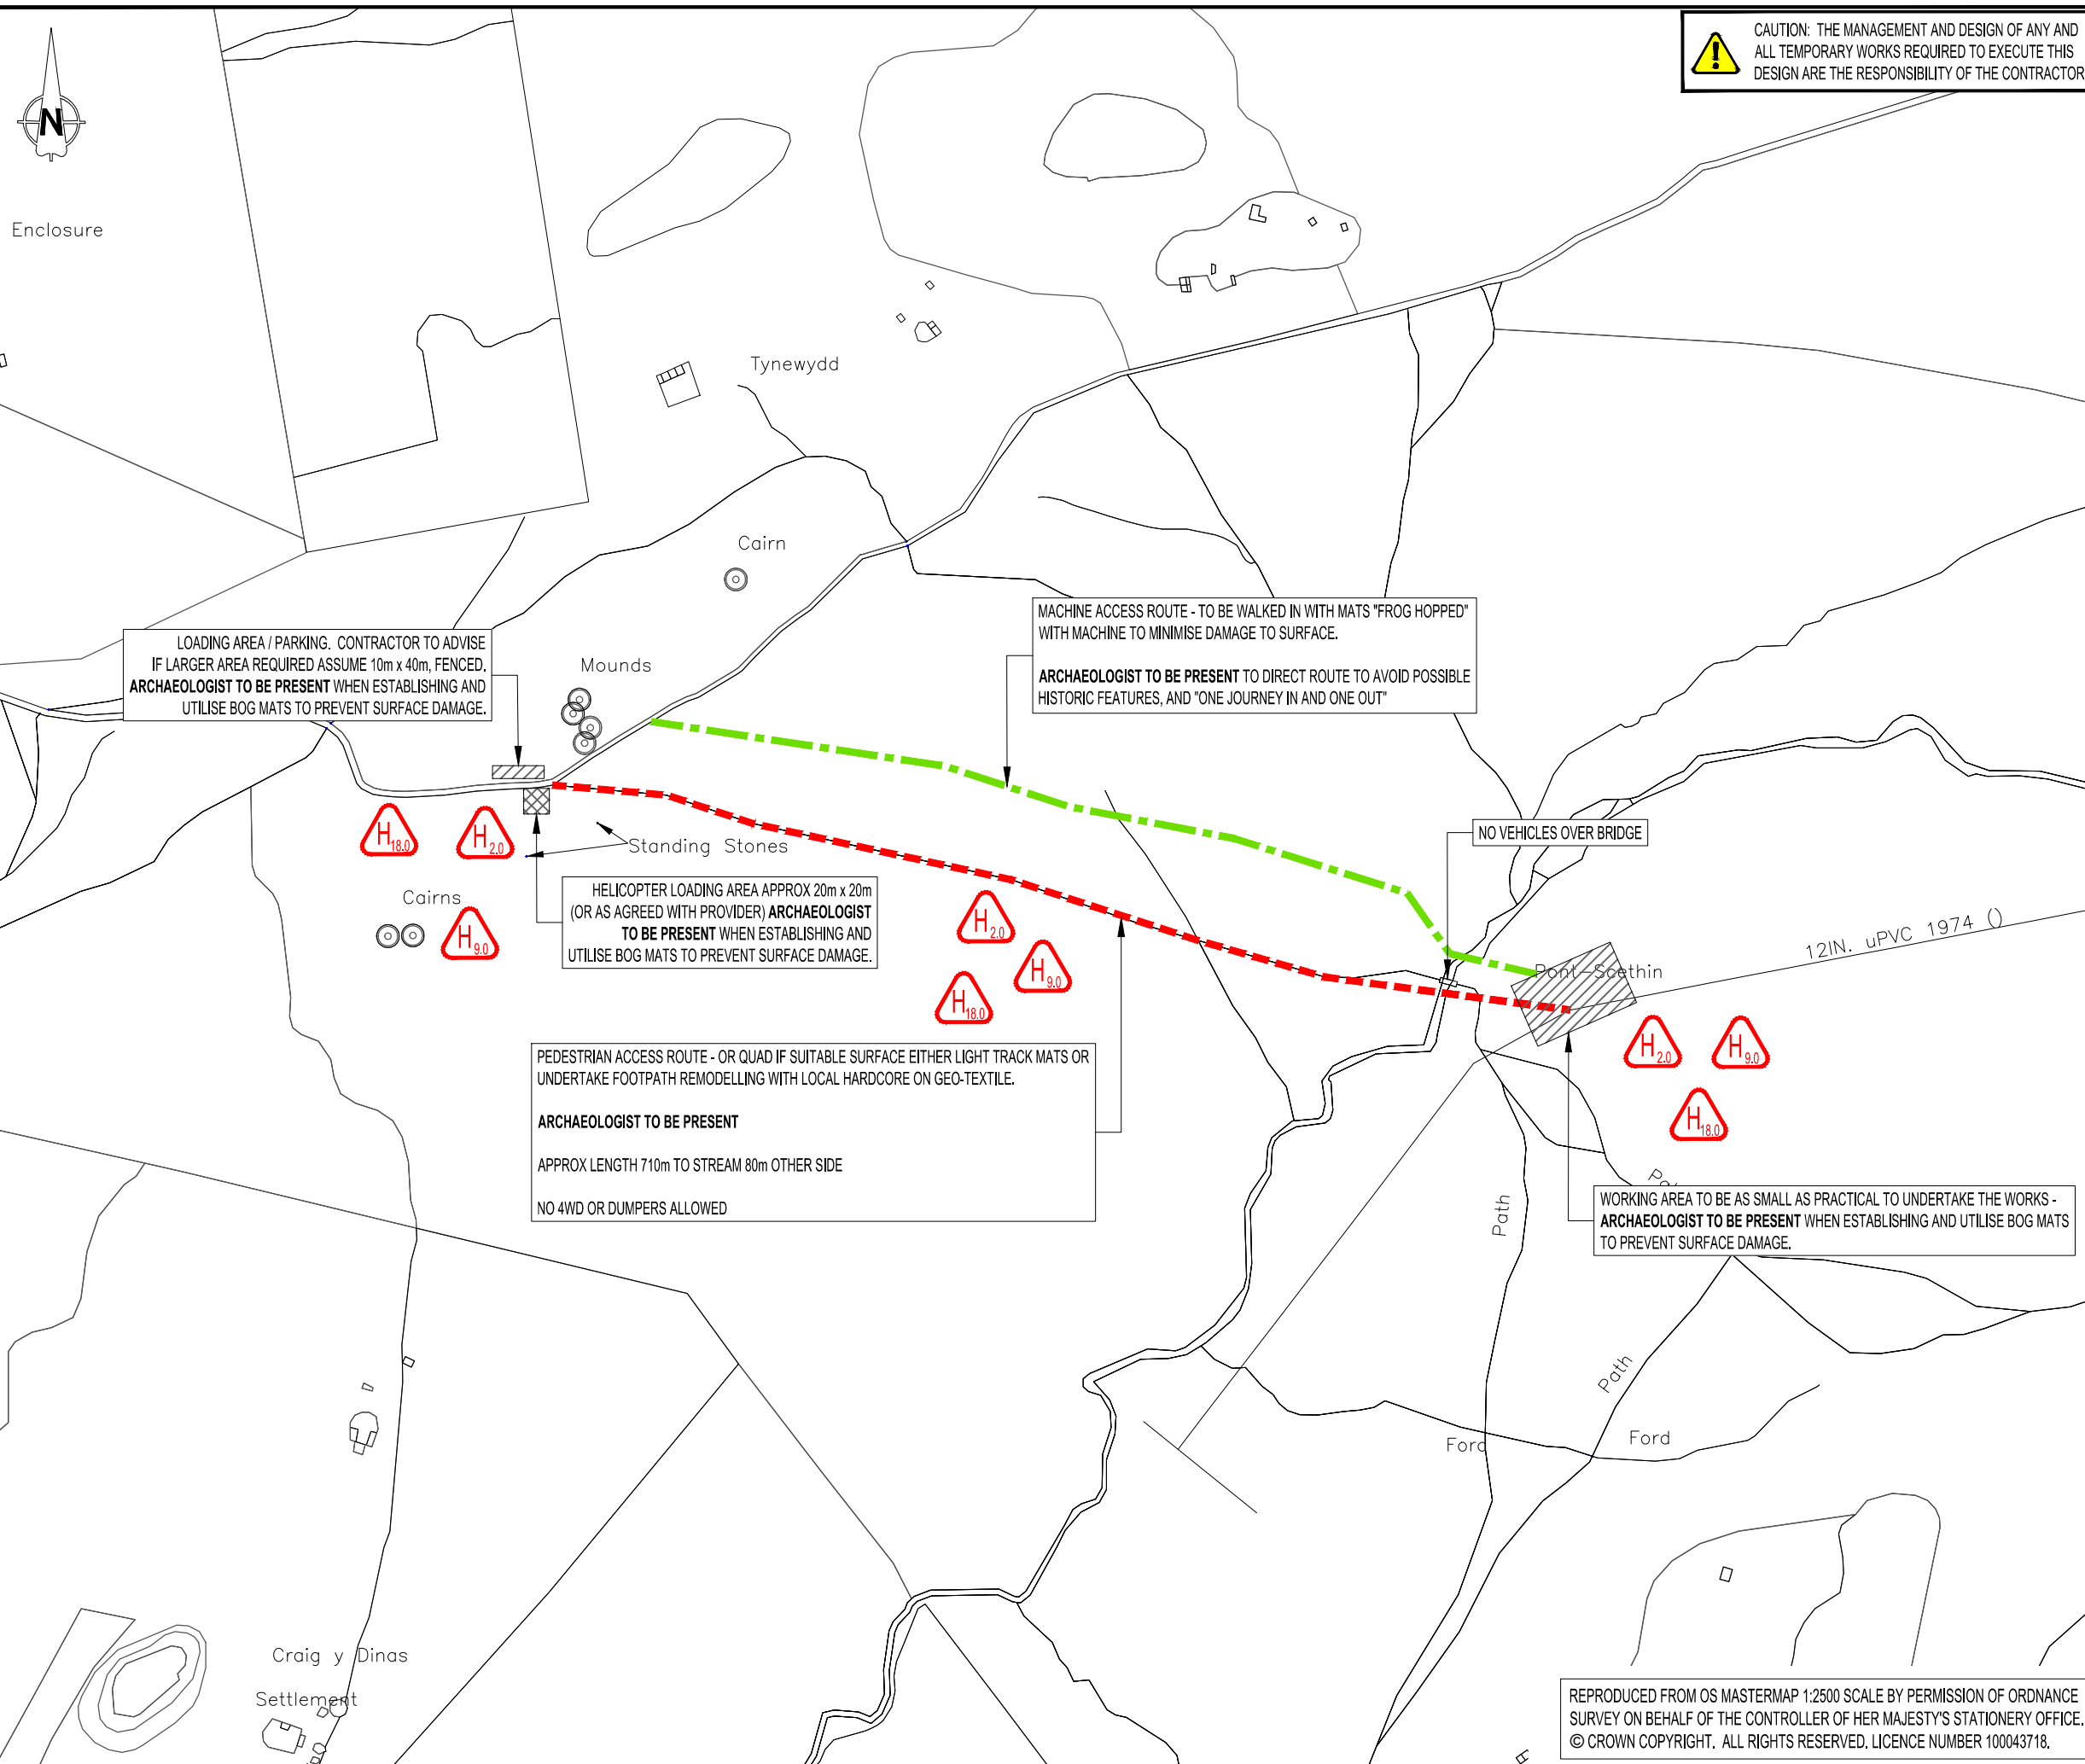 CAUTION: THE MANAGEMENT AND DESIGN OF ANY AND
ALL TEMPORARY WORKS REQUIRED TO EXECUTE THIS
DESIGN ARE THE RESPONSIBILITY OF THE CONTRACTOR
N
Enclosure
Tynewydd
Cairn
MACHINE ACCESS ROUTE - TO BE WALKED IN WITH MATS "FROG HOPPED"
WITH MACHINE TO MINIMISE DAMAGE TO SURFACE.
ARCHAEOLOGIST TO BE PRESENT TO DIRECT ROUTE TO AVOID POSSIBLE
HISTORIC FEATURES, AND "ONE JOURNEY IN AND ONE OUT"
LOADING AREA / PARKING. CONTRACTOR TO ADVISE
IF LARGER AREA REQUIRED ASSUME 10m x 40m, FENCED.
ARCHAEOLOGIST TO BE PRESENT WHEN ESTABLISHING AND
UTILISE BOG MATS TO PREVENT SURFACE DAMAGE.
Mounds
H 18.0
H 2.0
Standing Stones
NO VEHICLES OVER BRIDGE
HELICOPTER LOADING AREA APPROX 20m x 20m
(OR AS AGREED WITH PROVIDER) ARCHAEOLOGIST
TO BE PRESENT WHEN ESTABLISHING AND
UTILISE BOG MATS TO PREVENT SURFACE DAMAGE.
Cairns
H 9.0
H 2.0
H 9.0
H 18.0
12IN. uPVC 1974 ()
Pont-Scethin
H 2.0
H 9.0
H 18.0
PEDESTRIAN ACCESS ROUTE - OR QUAD IF SUITABLE SURFACE EITHER LIGHT TRACK MATS OR
UNDERTAKE FOOTPATH REMODELLING WITH LOCAL HARDCORE ON GEO-TEXTILE.
ARCHAEOLOGIST TO BE PRESENT
APPROX LENGTH 710m TO STREAM 80m OTHER SIDE
NO 4WD OR DUMPERS ALLOWED
WORKING AREA TO BE AS SMALL AS PRACTICAL TO UNDERTAKE THE WORKS -
ARCHAEOLOGIST TO BE PRESENT WHEN ESTABLISHING AND UTILISE BOG MATS
TO PREVENT SURFACE DAMAGE.
Path
Path
Ford
Ford
Craig y Dinas
Settlement
REPRODUCED FROM OS MASTERMAP 1:2500 SCALE BY PERMISSION OF ORDNANCE
SURVEY ON BEHALF OF THE CONTROLLER OF HER MAJESTY'S STATIONERY OFFICE.
© CROWN COPYRIGHT. ALL RIGHTS RESERVED. LICENCE NUMBER 100043718.